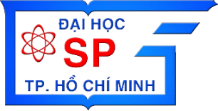 ĐẠI HỌC
SP
TP. HỒ CHÍ MINH